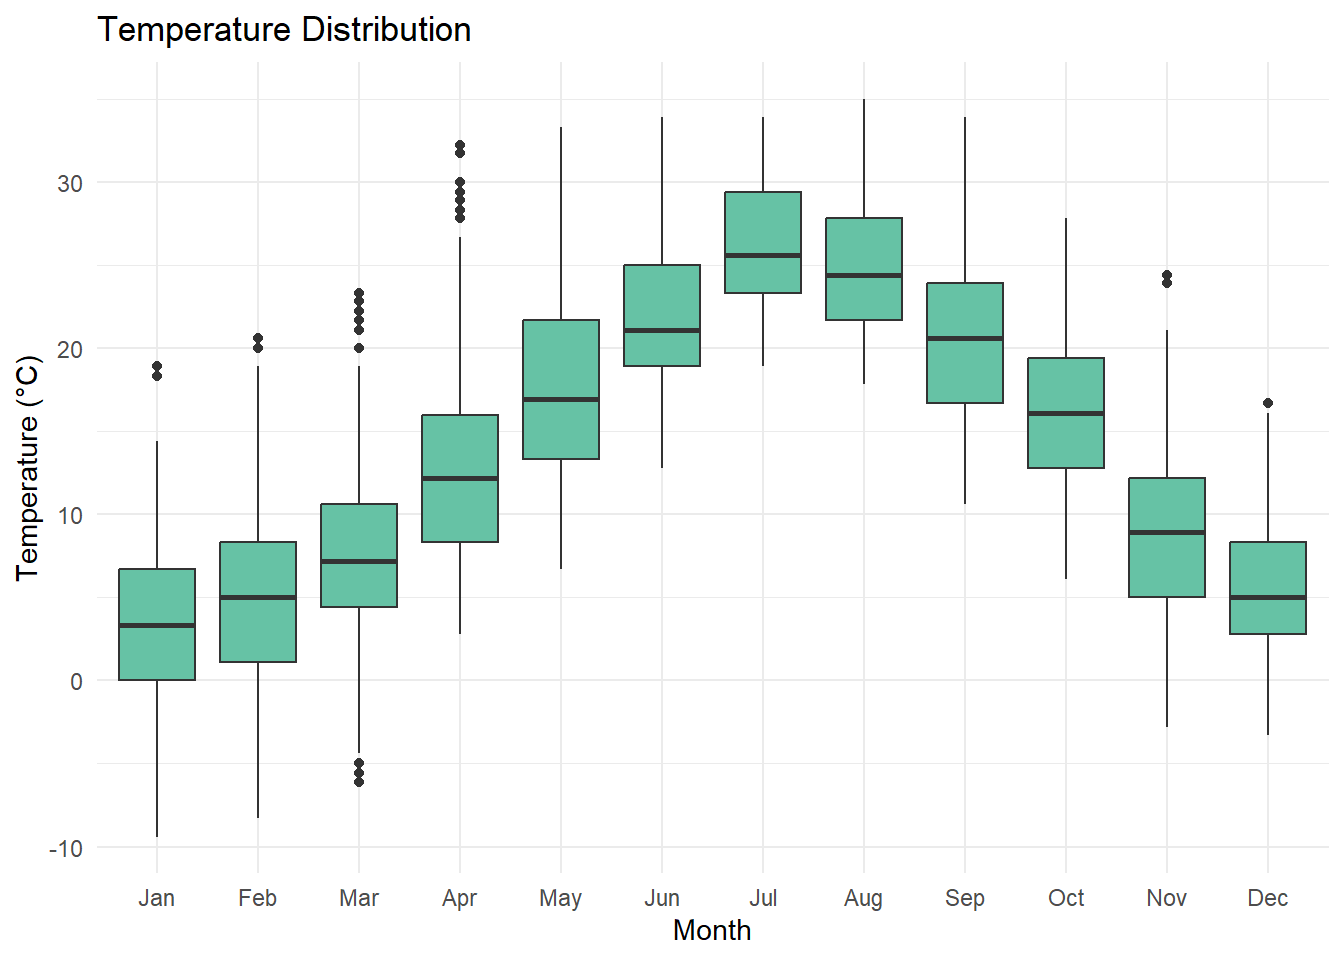 Temperature Distribution
Temperature (°C)
30
20
10
0
-10
Jan Feb Mar Apr May Jun Jul Aug Sep Oct Nov Dec
Month